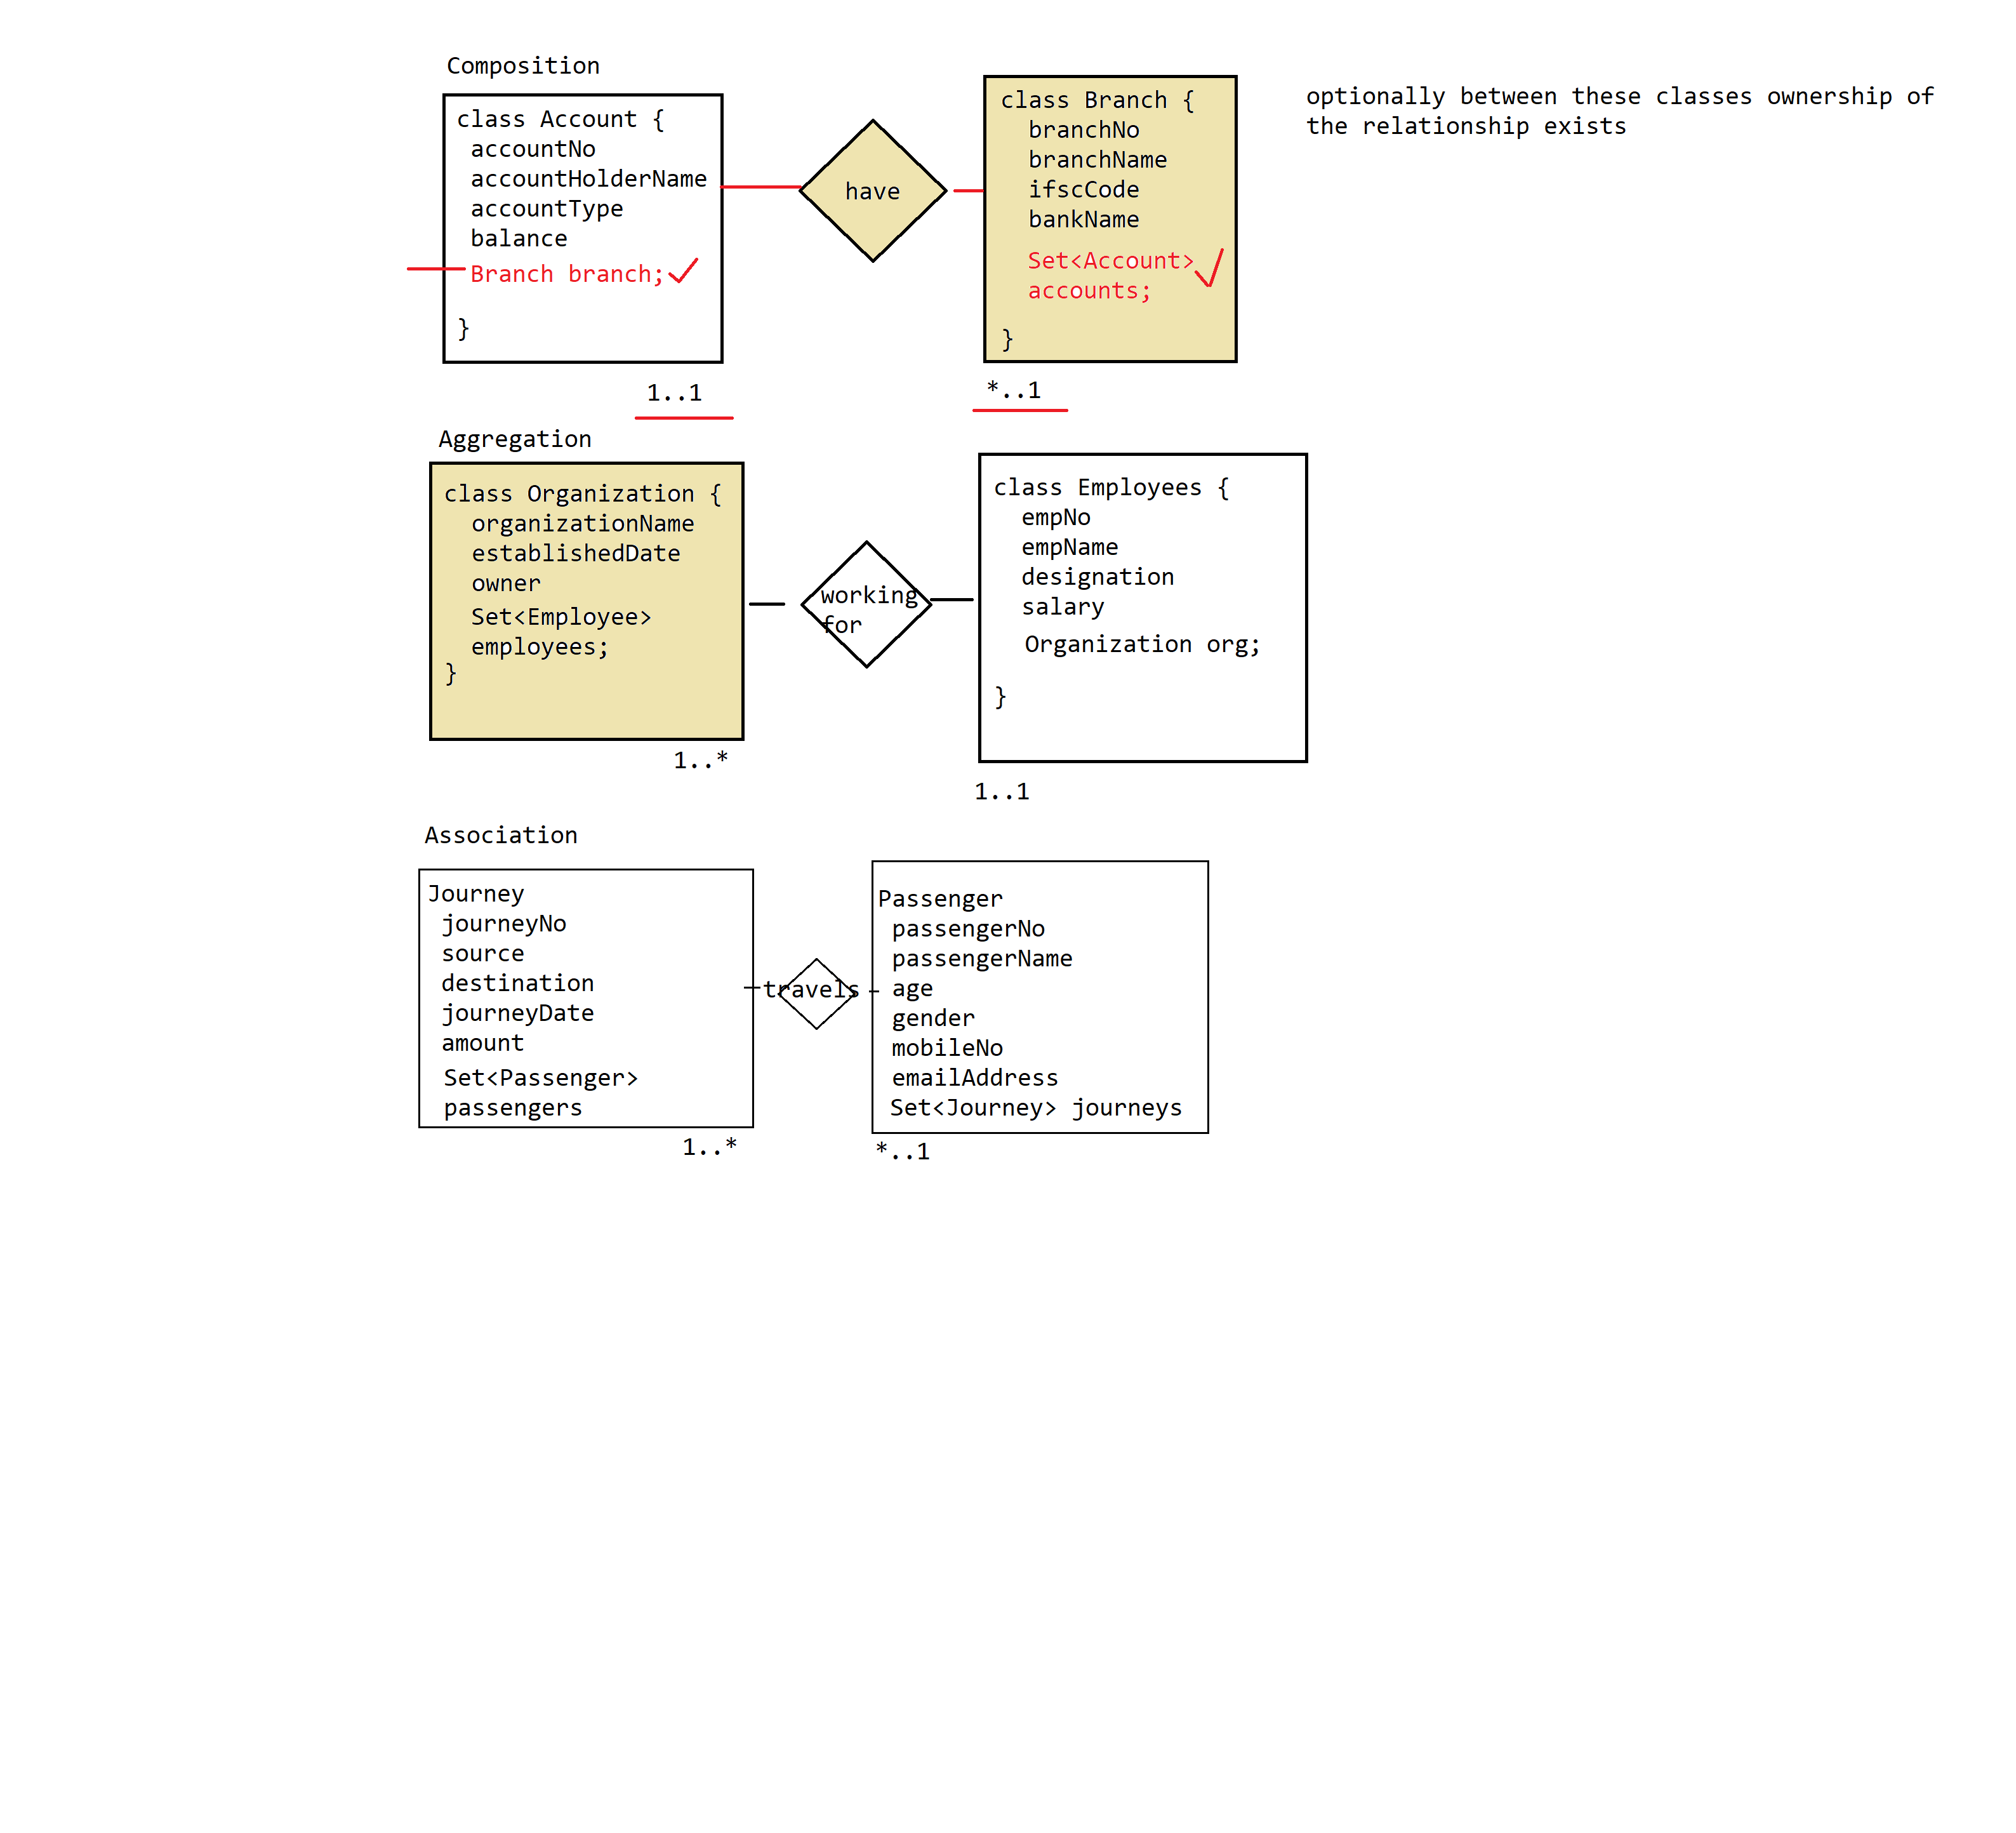 Composition
class Account {
accountNo
accountHolderName
accountType
balance
Branch branch;
}
1..1
have
class Branch {
branchNo
branchName
ifscCode
bankName
Set<Account>
accounts;
}
*..1
optionally between these classes ownership of
the relationship exists
Aggregation
class Organization {
organizationName
establishedDate
owner
Set<Employee>
employees;
}
1..*
working
for
class Employees {
empNo
empName
designation
salary
Organization org;
}
1..1
Association
Journey
journeyNo
source
destination
journeyDate
amount
Set<Passenger>
passengers
1..*
travels
Passenger
passengerNo
passengerName
age
gender
mobileNo
emailAddress
Set<Journey> journeys
*..1